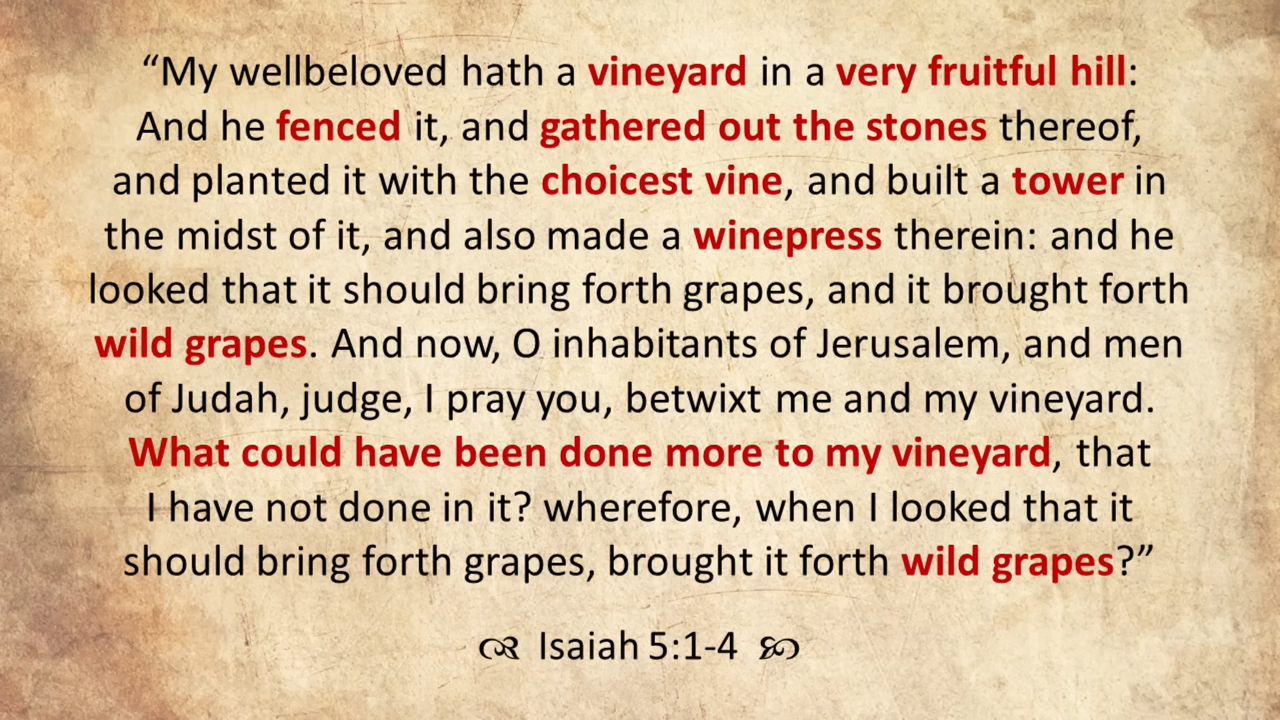 “My wellbeloved hath a vineyard in a very fruitful hill:
And he fenced it, and gathered out the stones thereof,
and planted it with the choicest vine, and built a tower in
the midst of it, and also made a winepress therein: and he
looked that it should bring forth grapes, and it brought forth
wild grapes. And now, O inhabitants of Jerusalem, and men
of Judah, judge, I pray you, betwixt me and my vineyard.
What could have been done more to my vineyard, that
I have not done in it? wherefore, when I looked that it
should bring forth grapes, brought it forth wild grapes?”
Isaiah 5:1-4